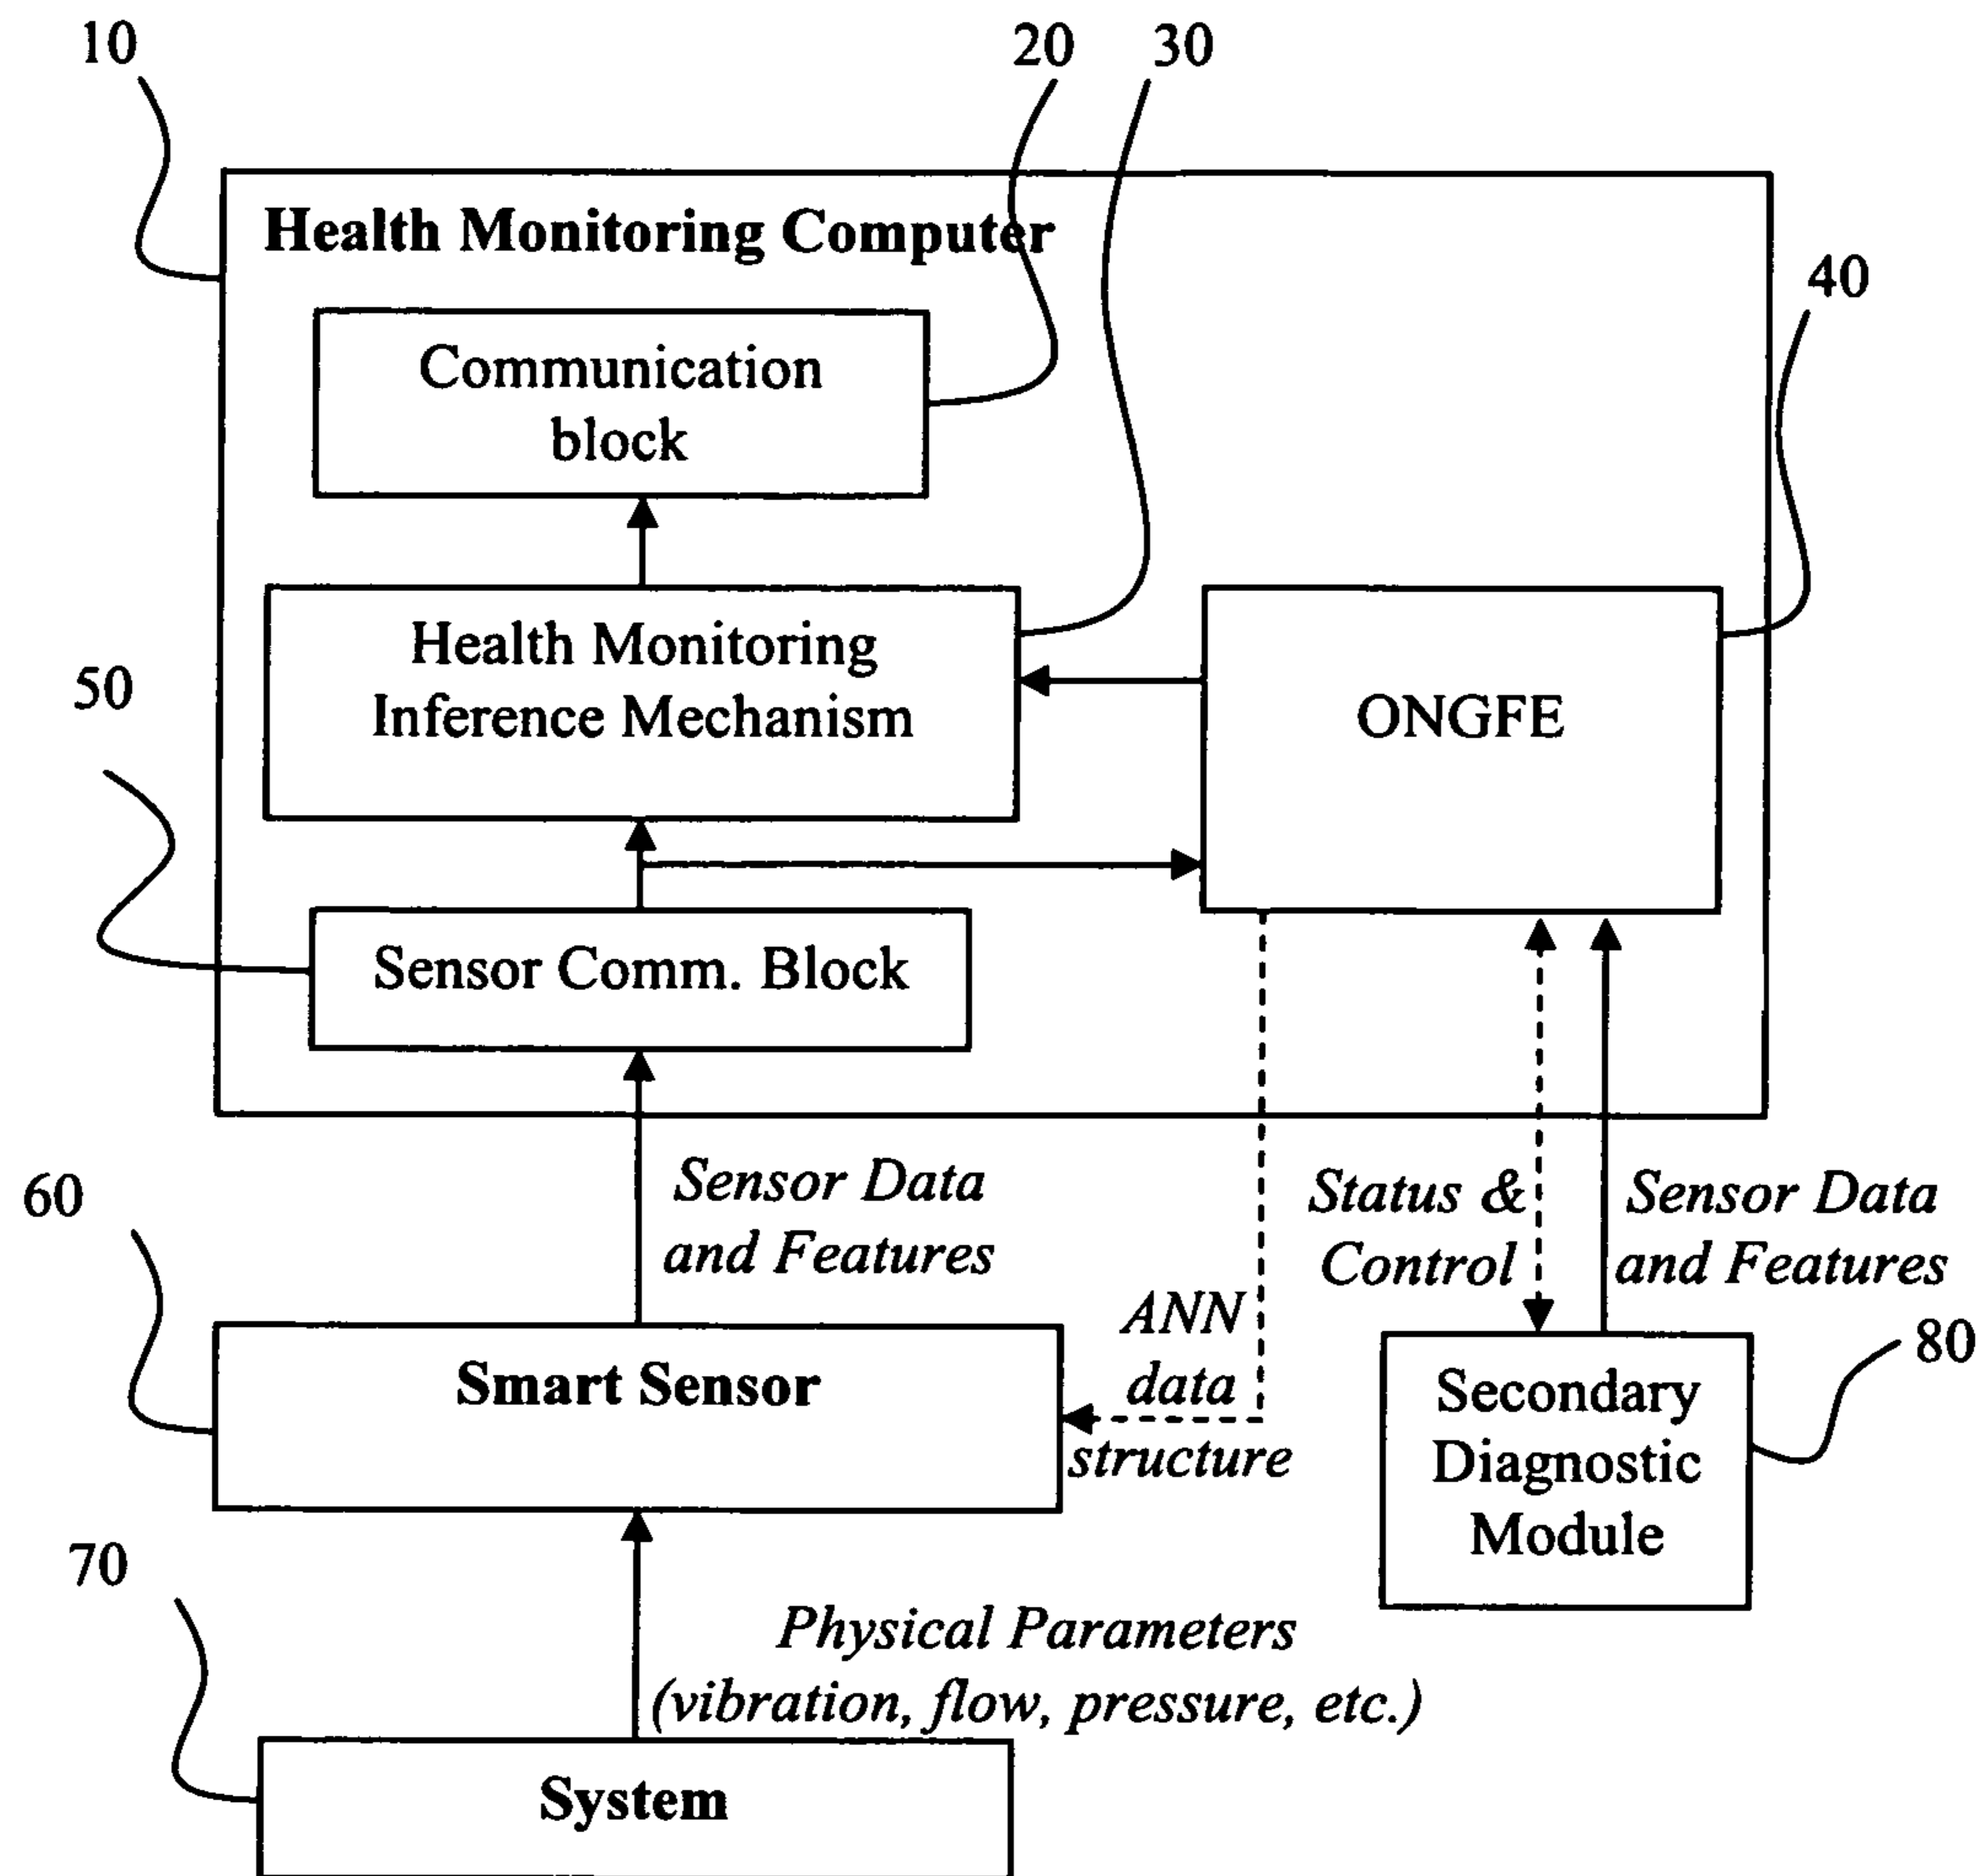 10
20
30
Health Monitoring Computer
40
Communication
block
Health Monitoring
Inference Mechanism
ONGFE
50
Sensor Comm. Block
60
Sensor Data
and Features
Status &
Control
Sensor Data
and Features
ANN
data
structure
80
Smart Sensor
Secondary
Diagnostic
Module
70
Physical Parameters
(vibration, flow, pressure, etc.)
System